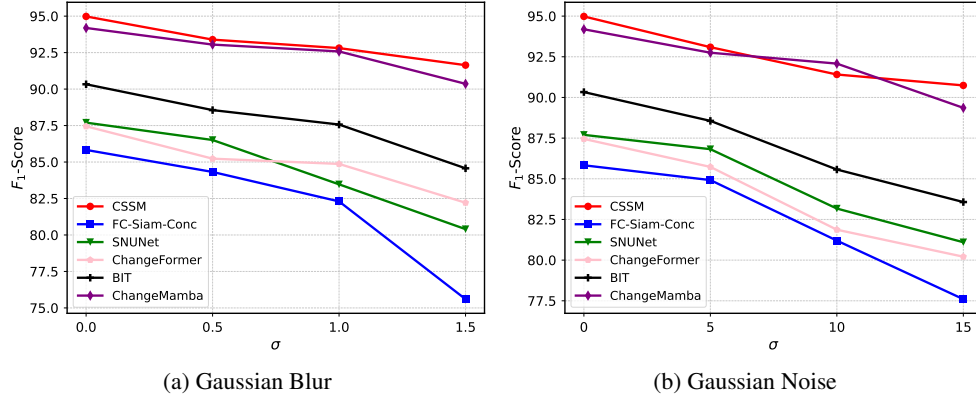 95.0
92.5
90.0
87.5
85.0
82.5
80.0
77.5
75.0
F₁-Score
CSSM
FC-Siam-Conc
SNUNet
ChangeFormer
BIT
ChangeMamba
0.0 0.5 1.0 1.5
σ
(a) Gaussian Blur
95.0
92.5
90.0
87.5
85.0
82.5
80.0
77.5
F₁-Score
CSSM
FC-Siam-Conc
SNUNet
ChangeFormer
BIT
ChangeMamba
0 5 10 15
σ
(b) Gaussian Noise